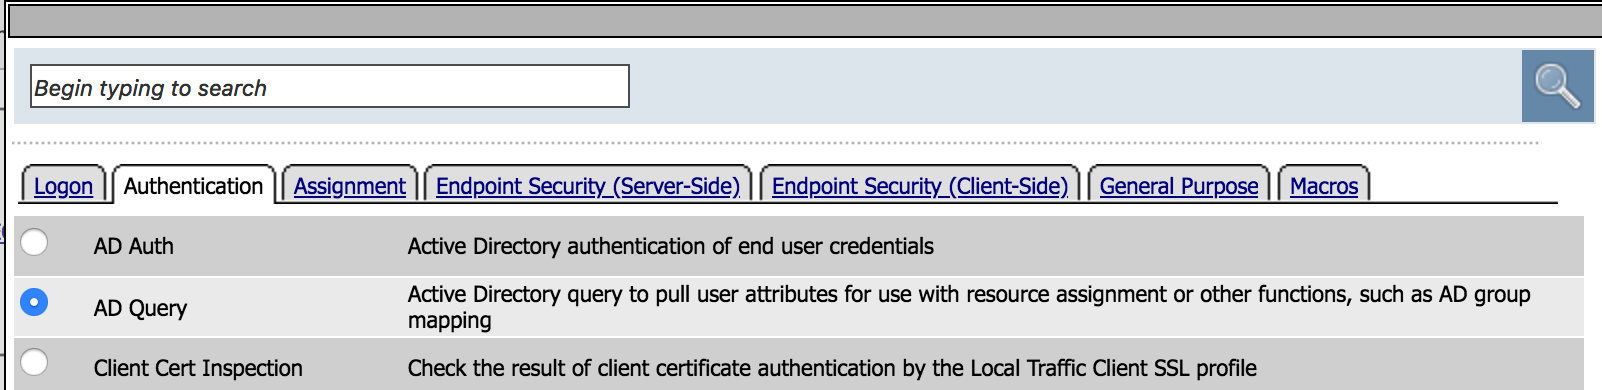 Begin typing to search
Logon Authentication Assignment Endpoint Security (Server-Side) Endpoint Security (Client-Side) General Purpose Macros
AD Auth Active Directory authentication of end user credentials
AD Query Active Directory query to pull user attributes for use with resource assignment or other functions, such as AD group
mapping
Client Cert Inspection Check the result of client certificate authentication by the Local Traffic Client SSL profile